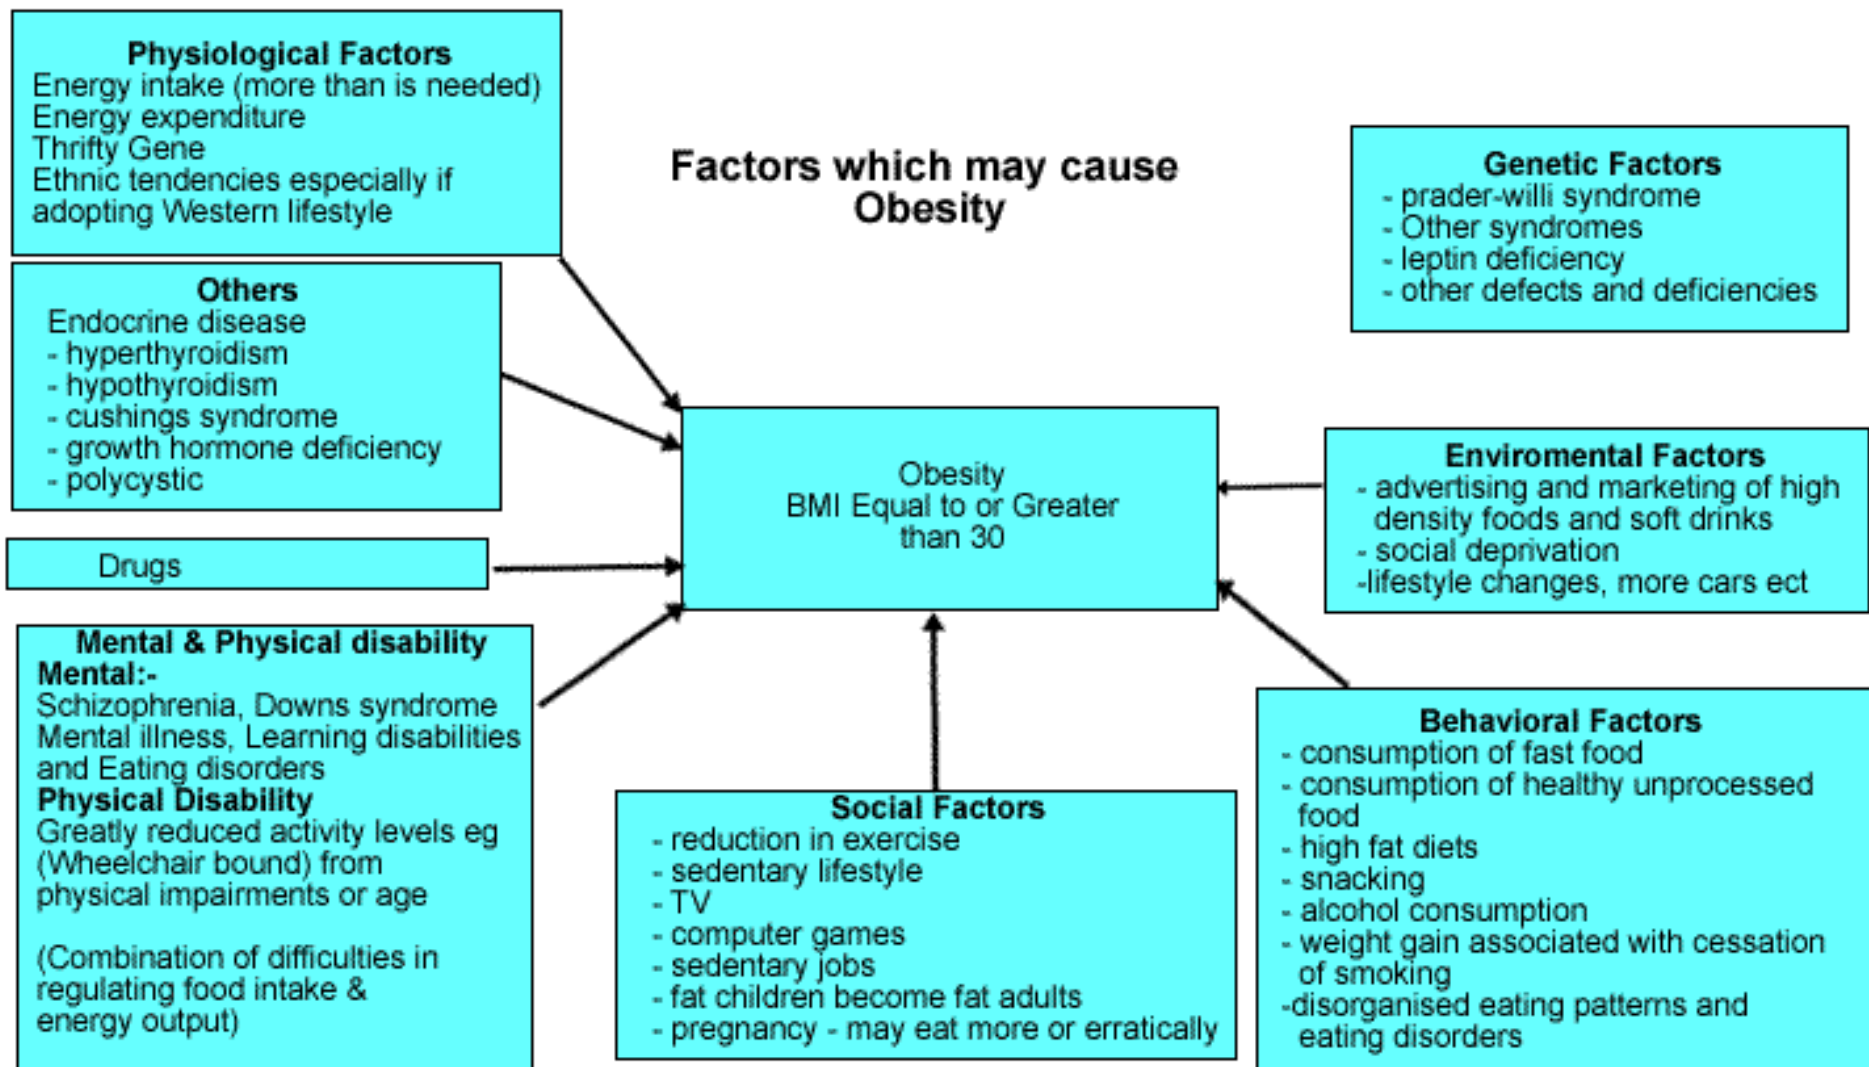 Factors which may cause
Obesity
Physiological Factors
Energy intake (more than is needed)
Energy expenditure
Thrifty Gene
Ethnic tendencies especially if
adopting Western lifestyle
Others
Endocrine disease
- hyperthyroidism
- hypothyroidism
- cushings syndrome
- growth hormone deficiency
- polycystic
Drugs
Mental & Physical disability
Mental:-
Schizophrenia, Downs syndrome
Mental illness, Learning disabilities
and Eating disorders
Physical Disability
Greatly reduced activity levels eg
(Wheelchair bound) from
physical impairments or age
(Combination of difficulties in
regulating food intake &
energy output)
Obesity
BMI Equal to or Greater
than 30
Social Factors
- reduction in exercise
- sedentary lifestyle
- TV
- computer games
- sedentary jobs
- fat children become fat adults
- pregnancy - may eat more or erratically
Genetic Factors
- prader-willi syndrome
- Other syndromes
- leptin deficiency
- other defects and deficiencies
Enviromental Factors
- advertising and marketing of high
density foods and soft drinks
- social deprivation
-lifestyle changes, more cars ect
Behavioral Factors
- consumption of fast food
- consumption of healthy unprocessed
food
- high fat diets
- snacking
- alcohol consumption
- weight gain associated with cessation
of smoking
-disorganised eating patterns and
eating disorders